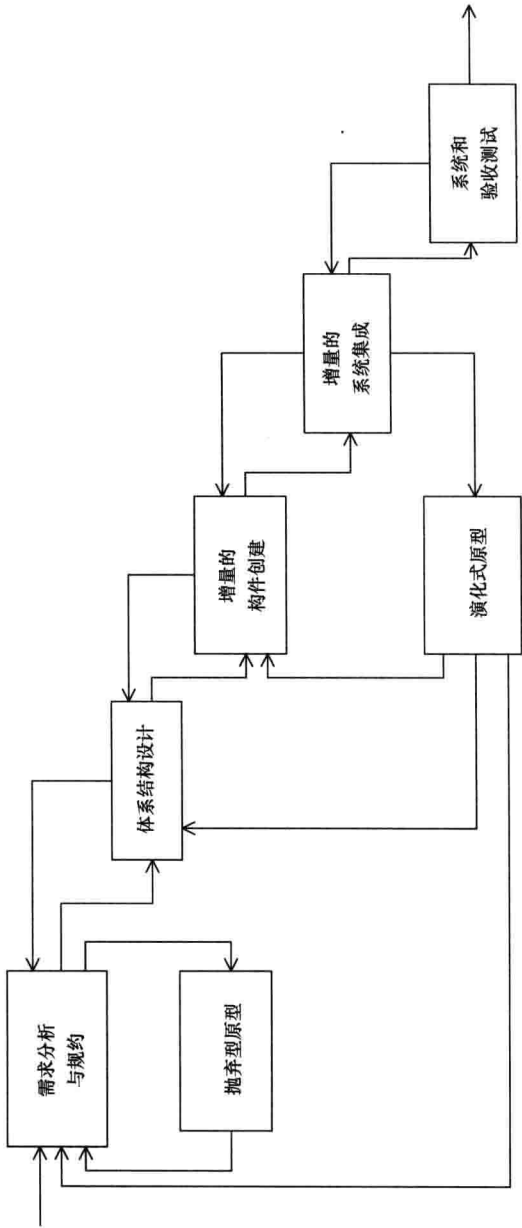 需求分析
与规约
抛弃型原型
体系结构设计
增量的
构件创建
增量的
系统集成
演化式原型
系统和
验收测试